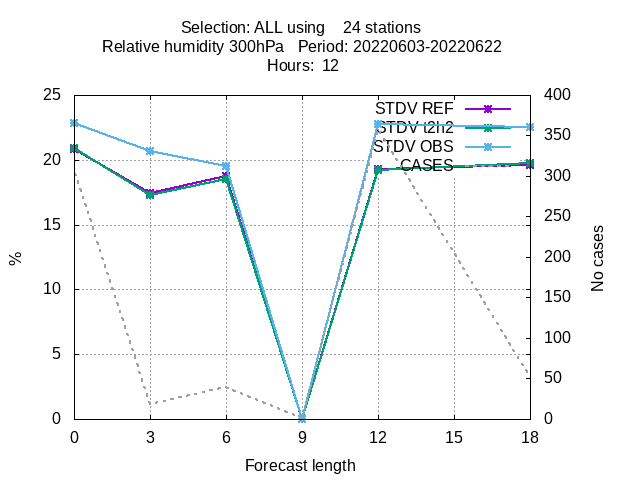 Selection: ALL using    24 stations
Relative humidity 300hPa   Period: 20220603-20220622
Hours:  12
25
20
15
10
5
0
%
STDV REF
STDV t2h2
STDV OBS
CASES
400
350
300
250
200
150
100
50
0
No cases
0 3 6 9 12 15 18
Forecast length